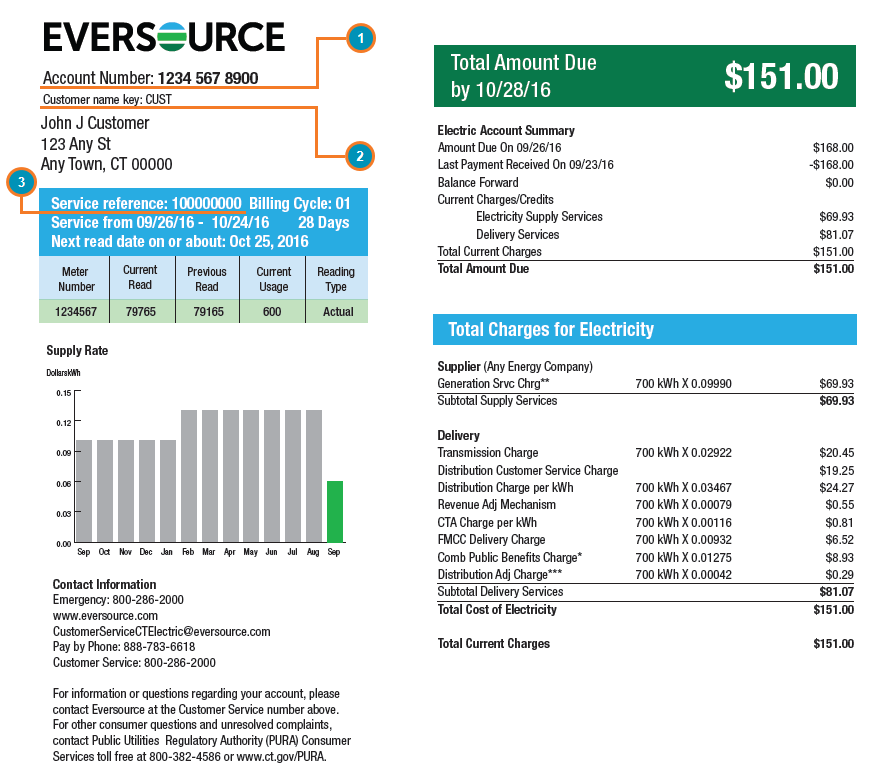 EVERSOURCE
1
Account Number: 1234 567 8900
Customer name key: CUST
John J Customer
123 Any St
2
Any Town, CT 00000
3
Service reference: 100000000 Billing Cycle: 01
Service from 09/26/16 - 10/24/16 28 Days
Next read date on or about: Oct 25, 2016
Meter Number Current Read Previous Read Current Usage Reading Type
1234567 79765 79165 600 Actual
Supply Rate
DollarskWh
0.15
0.12
0.09
0.06
0.03
0.00
Sep Oct Nov Dec Jan Feb Mar Apr May Jun Jul Aug Sep
Contact Information
Emergency: 800-286-2000
www.eversource.com
CustomerServiceCTElectric@eversource.com
Pay by Phone: 888-783-6618
Customer Service: 800-286-2000
For information or questions regarding your account, please
contact Eversource at the Customer Service number above.
For other consumer questions and unresolved complaints,
contact Public Utilities Regulatory Authority (PURA) Consumer
Services toll free at 800-382-4586 or www.ct.gov/PURA.
Total Amount Due
by 10/28/16
$151.00
Electric Account Summary
Amount Due On 09/26/16 $168.00
Last Payment Received On 09/23/16 -$168.00
Balance Forward $0.00
Current Charges/Credits
Electricity Supply Services $69.93
Delivery Services $81.07
Total Current Charges $151.00
Total Amount Due $151.00
Total Charges for Electricity
Supplier (Any Energy Company)
Generation Srvc Chrg** 700 kWh X 0.09990 $69.93
Subtotal Supply Services $69.93
Delivery
Transmission Charge 700 kWh X 0.02922 $20.45
Distribution Customer Service Charge $19.25
Distribution Charge per kWh 700 kWh X 0.03467 $24.27
Revenue Adj Mechanism 700 kWh X 0.00079 $0.55
CTA Charge per kWh 700 kWh X 0.00116 $0.81
FMCC Delivery Charge 700 kWh X 0.00932 $6.52
Comb Public Benefits Charge* 700 kWh X 0.01275 $8.93
Distribution Adj Charge*** 700 kWh X 0.00042 $0.29
Subtotal Delivery Services $81.07
Total Cost of Electricity $151.00
Total Current Charges $151.00